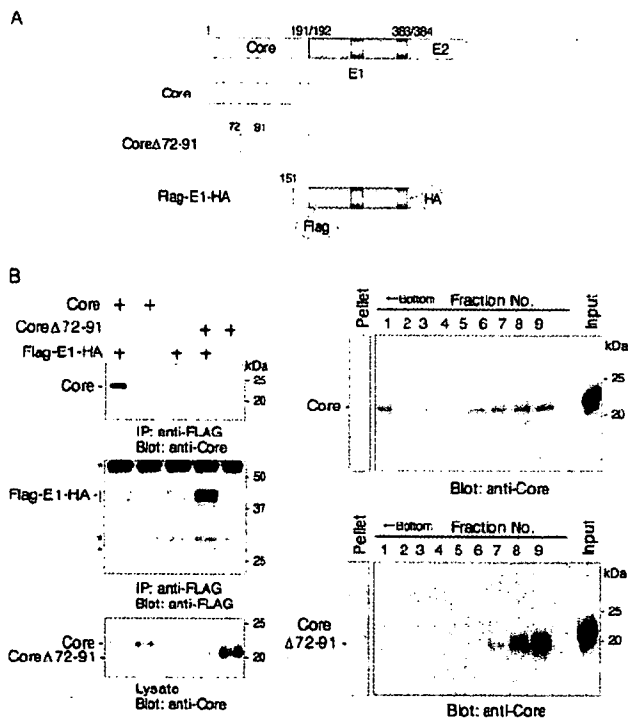 A
1 191/192 383/384
Core E2
E1
Core
72 91
CoreΔ72-91
151
Flag-E1-HA HA
Flag
B
Core + +
CoreΔ72-91 + +
Flag-E1-HA + + +
kDa
Core - 25
20
IP: anti-FLAG
Blot: anti-Core
* 50
Flag-E1-HA 37
*
* 25
IP: anti-FLAG
Blot: anti-FLAG
Core - 25
CoreΔ72-91 - 20
Lysate
Blot: anti-Core
Pellet ←Bottom Fraction No. Input
1 2 3 4 5 6 7 8 9
kDa
25
Core - 20
Blot: anti-Core
Pellet ←Bottom Fraction No. Input
1 2 3 4 5 6 7 8 9
kDa
25
Core
Δ72-91 - 20
Blot: anti-Core